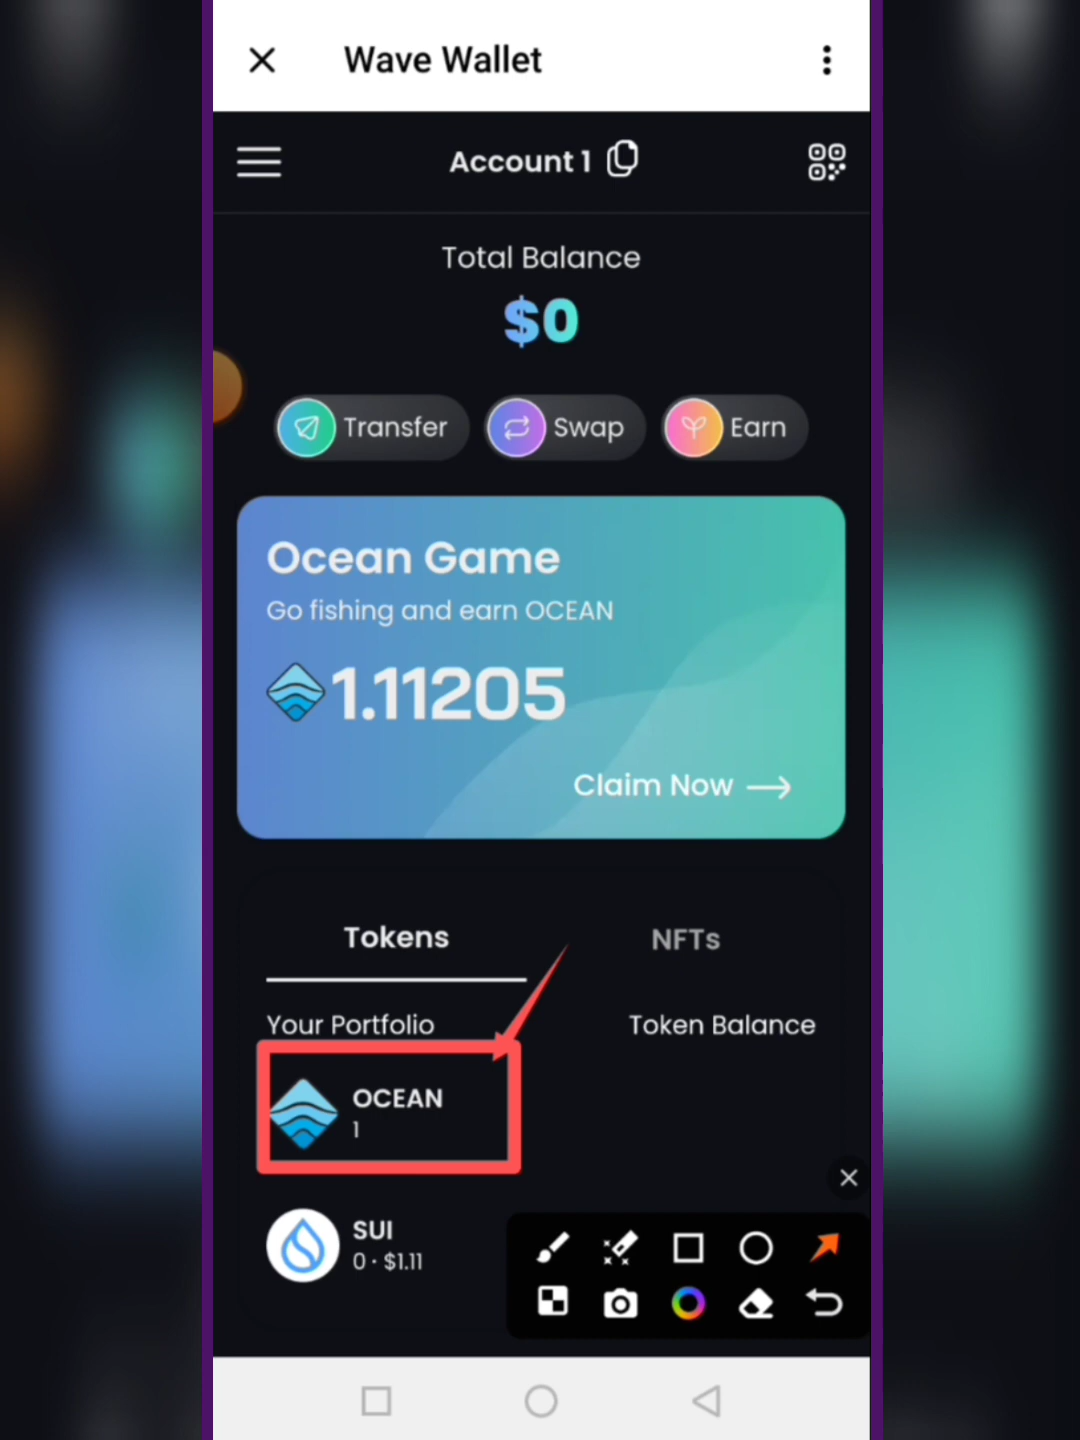 Wave Wallet
Account 1
Total Balance
$0
Transfer
Swap
Earn
Ocean Game
Go fishing and earn OCEAN
1.11205
Claim Now
Tokens
NFTs
Your Portfolio
Token Balance
OCEAN
1
SUI
0 · $1.11